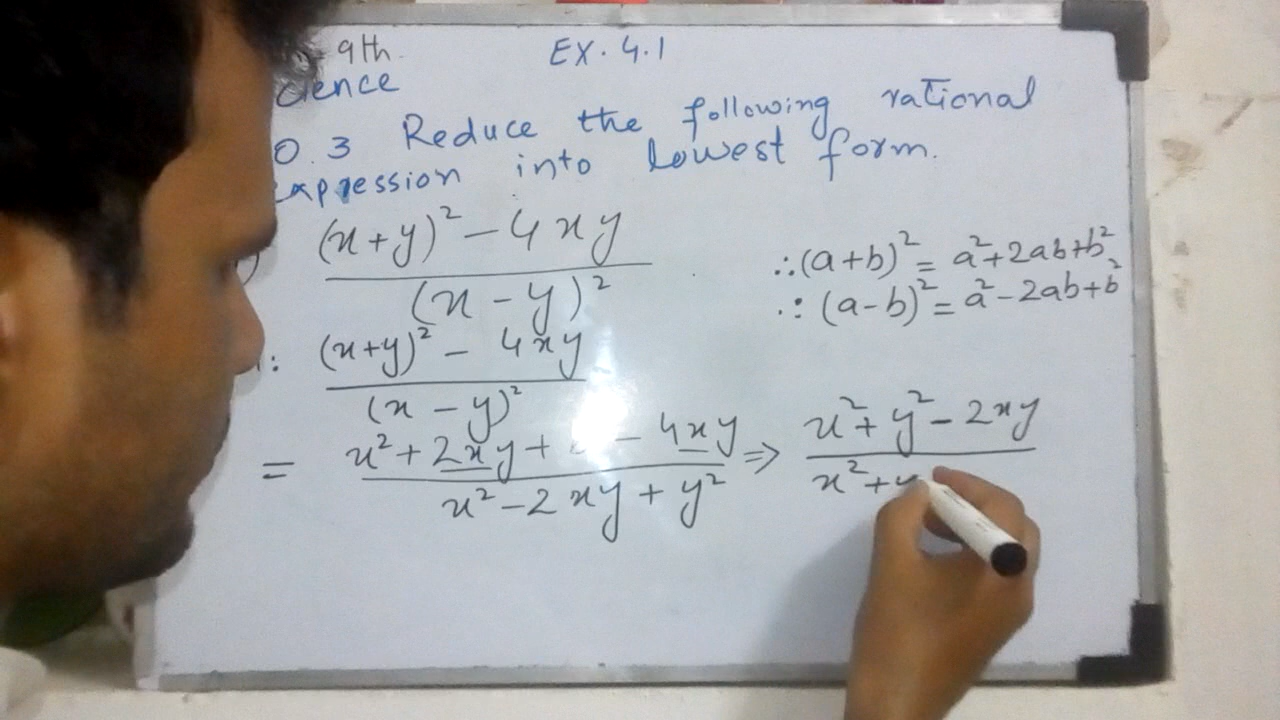 9th EX. 4.1
cience
Q.3 Reduce the following rational
expression into lowest form.
(x+y)² - 4xy
(x - y)²
∴(a+b)² = a²+2ab+b²,
∴(a-b)² = a²-2ab+b²
: (x+y)² - 4xy
(x - y)²
= x² + 2xy + - 4xy ⇒ x² + y² - 2xy
x² - 2xy + y² x² +